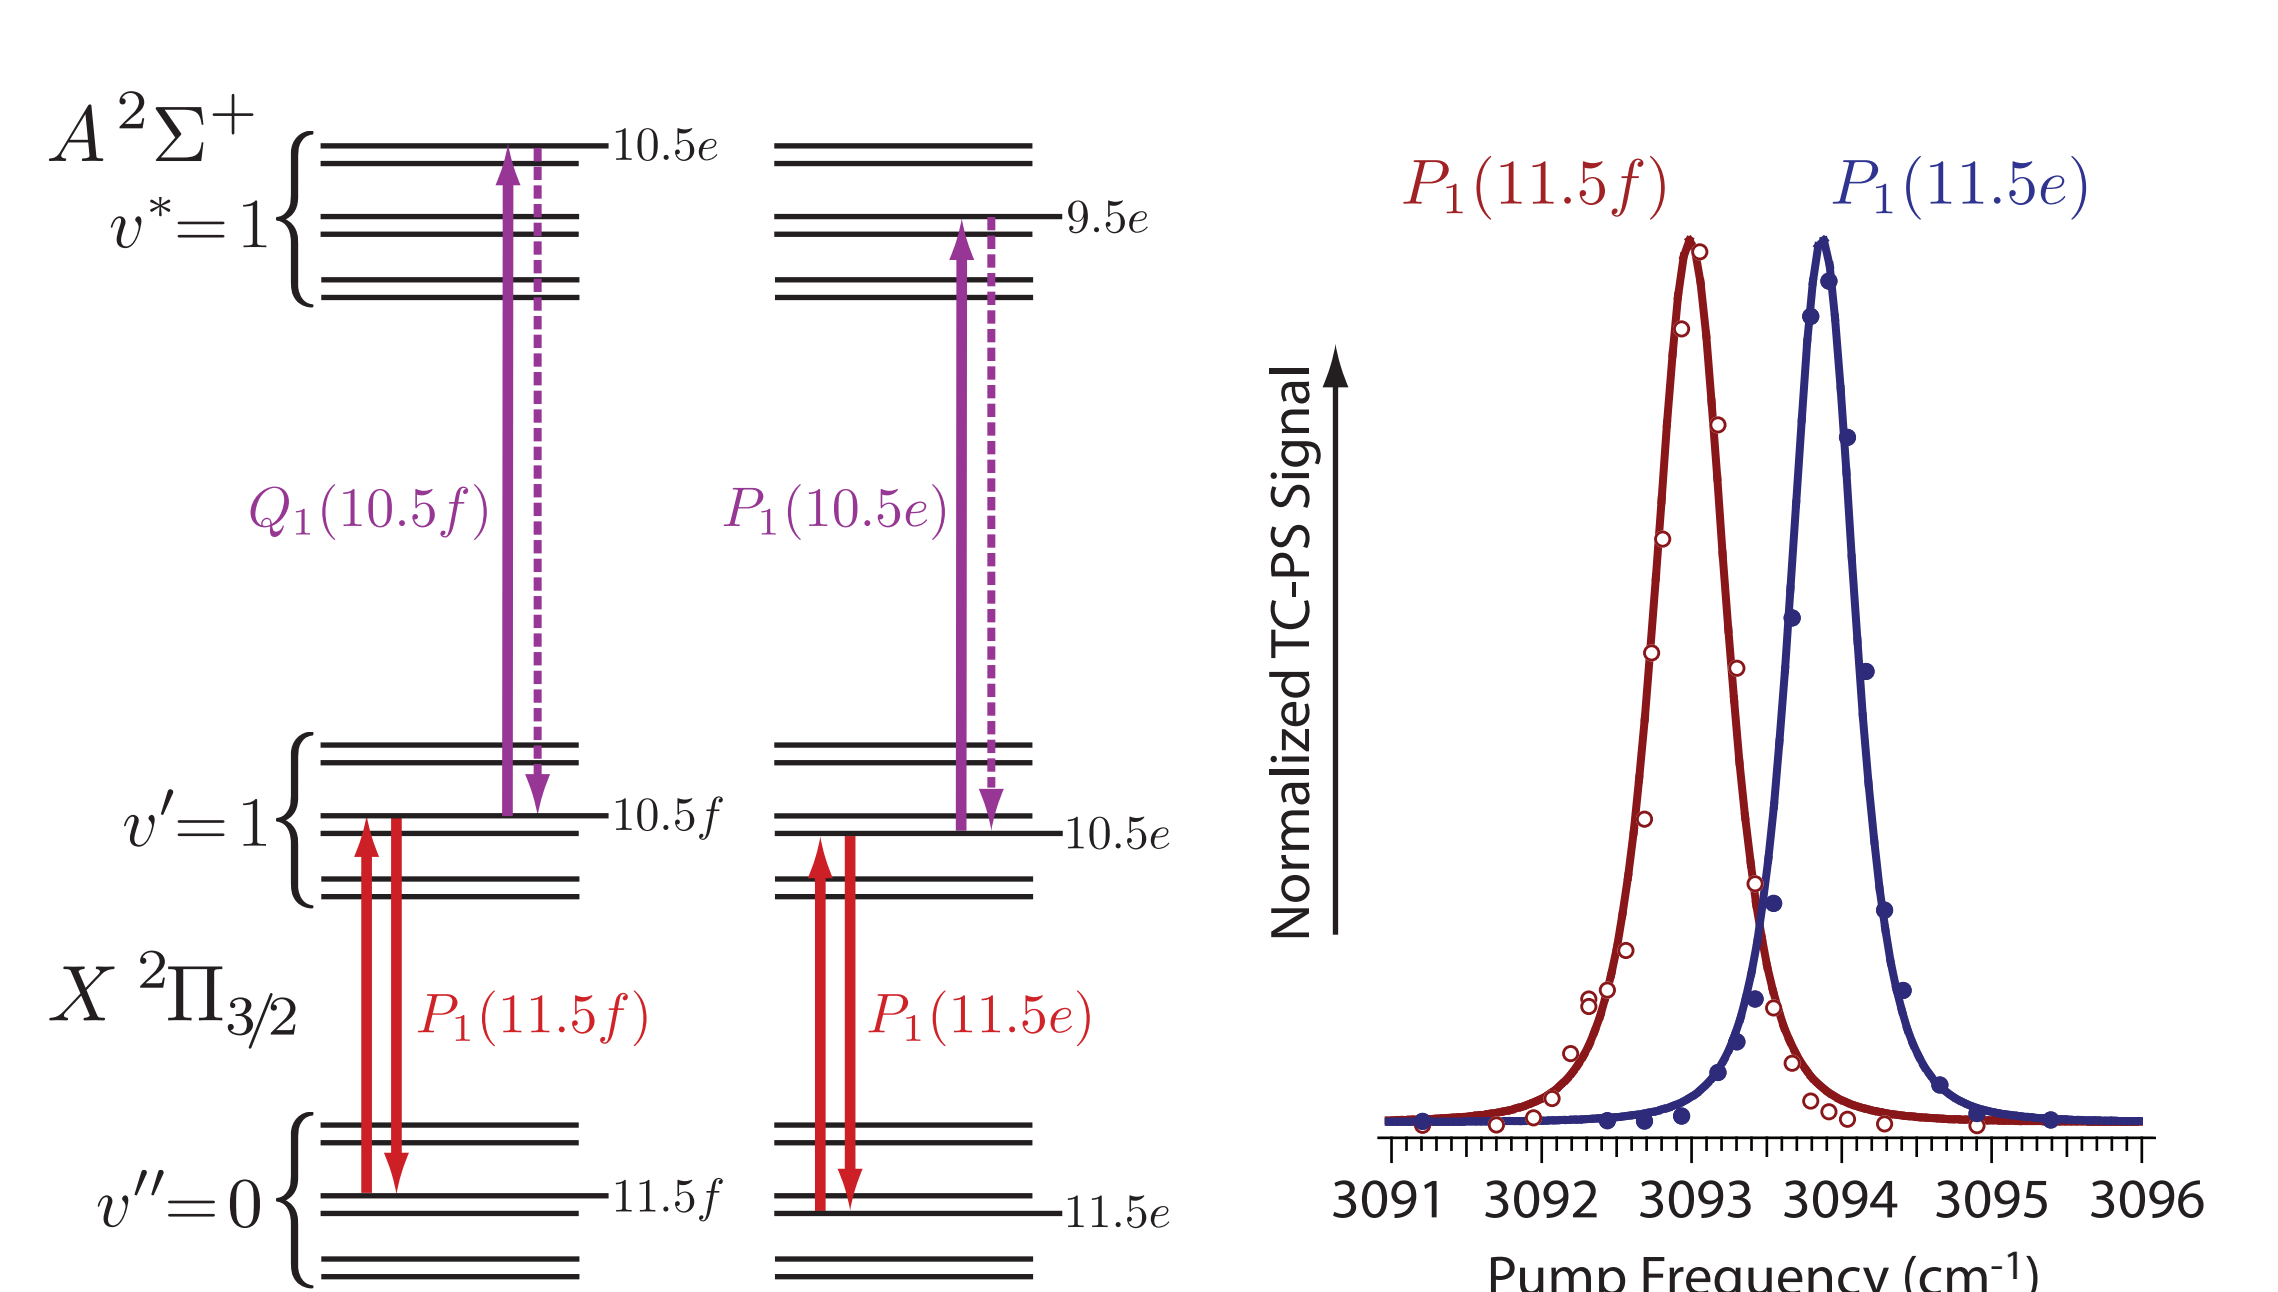 A ²Σ⁺
v* = 1
10.5e
9.5e
Q₁(10.5f)
P₁(10.5e)
v′ = 1
10.5f
10.5e
X ²Π₃/₂
P₁(11.5f)
P₁(11.5e)
v″ = 0
11.5f
11.5e
P₁(11.5f)
P₁(11.5e)
Normalized TC-PS Signal
3091 3092 3093 3094 3095 3096
Pump Frequency (cm⁻¹)